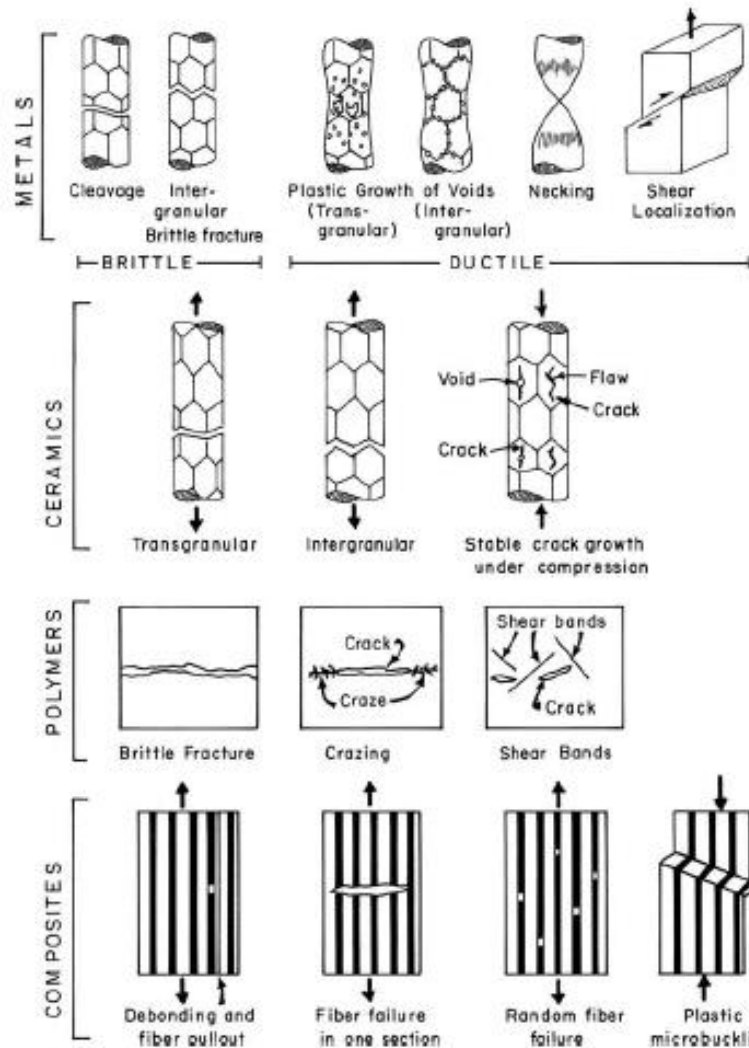 METALS
Cleavage
Inter-
granular
Brittle fracture
Plastic Growth of Voids
(Trans-
granular)
(Inter-
granular)
Necking
Shear
Localization
BRITTLE
DUCTILE
CERAMICS
Void
Flaw
Crack
Crack
Transgranular
Intergranular
Stable crack growth
under compression
POLYMERS
Crack
Craze
Shear bands
Crack
Brittle Fracture
Crazing
Shear Bands
COMPOSITES
Debonding and
fiber pullout
Fiber failure
in one section
Random fiber
failure
Plastic